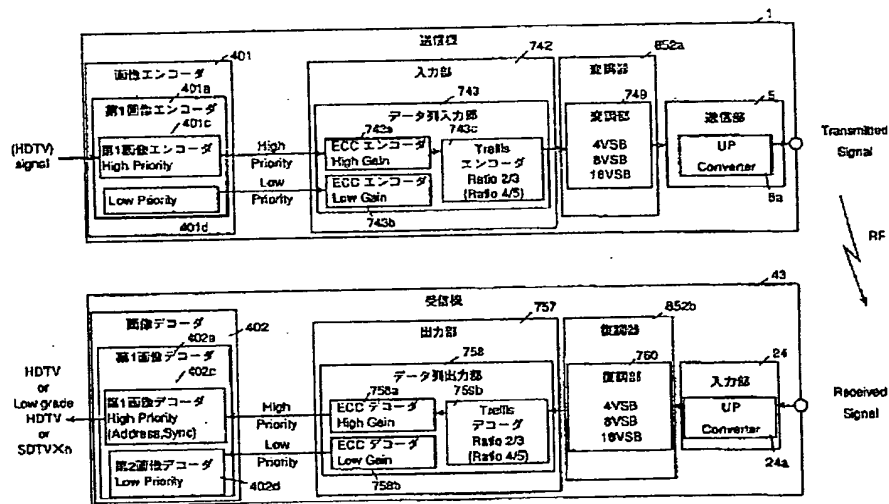 1
送信機
401
画像エンコーダ
401a
第1画像エンコーダ
401c
第1画像エンコーダ
High Priority
Low Priority
401d
(HDTV)
signal
High
Priority
Low
Priority
742
入力部
743
データ列入力部
743c
ECC エンコーダ
High Gain
ECC エンコーダ
Low Gain
743b
Trellis
エンコーダ
Ratio 2/3
(Ratio 4/5)
852a
変調器
749
変調部
4VSB
8VSB
16VSB
5
送信部
UP
Converter
5a
Transmitted
Signal
RF
43
受信機
402
画像デコーダ
402a
第1画像デコーダ
402c
第1画像デコーダ
High Priority
(Address,Sync)
第2画像デコーダ
Low Priority
402d
HDTV
or
Low grade
HDTV
or
SDTV×n
High
Priority
Low
Priority
757
出力部
758
データ列出力部
758a
ECC デコーダ
High Gain
ECC デコーダ
Low Gain
758b
Trellis
デコーダ
Ratio 2/3
(Ratio 4/5)
852b
復調器
760
復調部
4VSB
8VSB
16VSB
24
入力部
UP
Converter
24a
Received
Signal